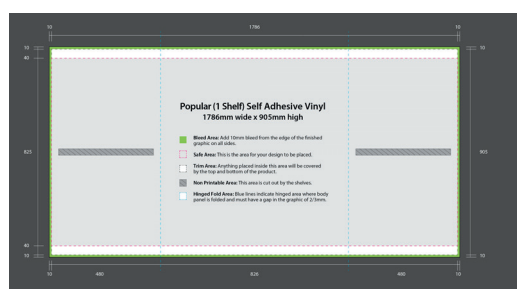 10 1786 10
10 10
40
Popular (1 Shelf) Self Adhesive Vinyl
1786mm wide x 905mm high
Bleed Area: Add 10mm bleed from the edge of the finished
graphtic on all sides.
Safe Area: This is the area for your design to be placed.
825 905
Trim Area: Anything placed inside this area will be covered
by the top and bottom of the product.
Non Printable Area: This area is cut out by the shelves.
Hinged Fold Area: Blue lines indicate hinged area where body
panel is folded and must have a gap in the graphic of 2/3mm.
40
10 10
10 480 826 480 10